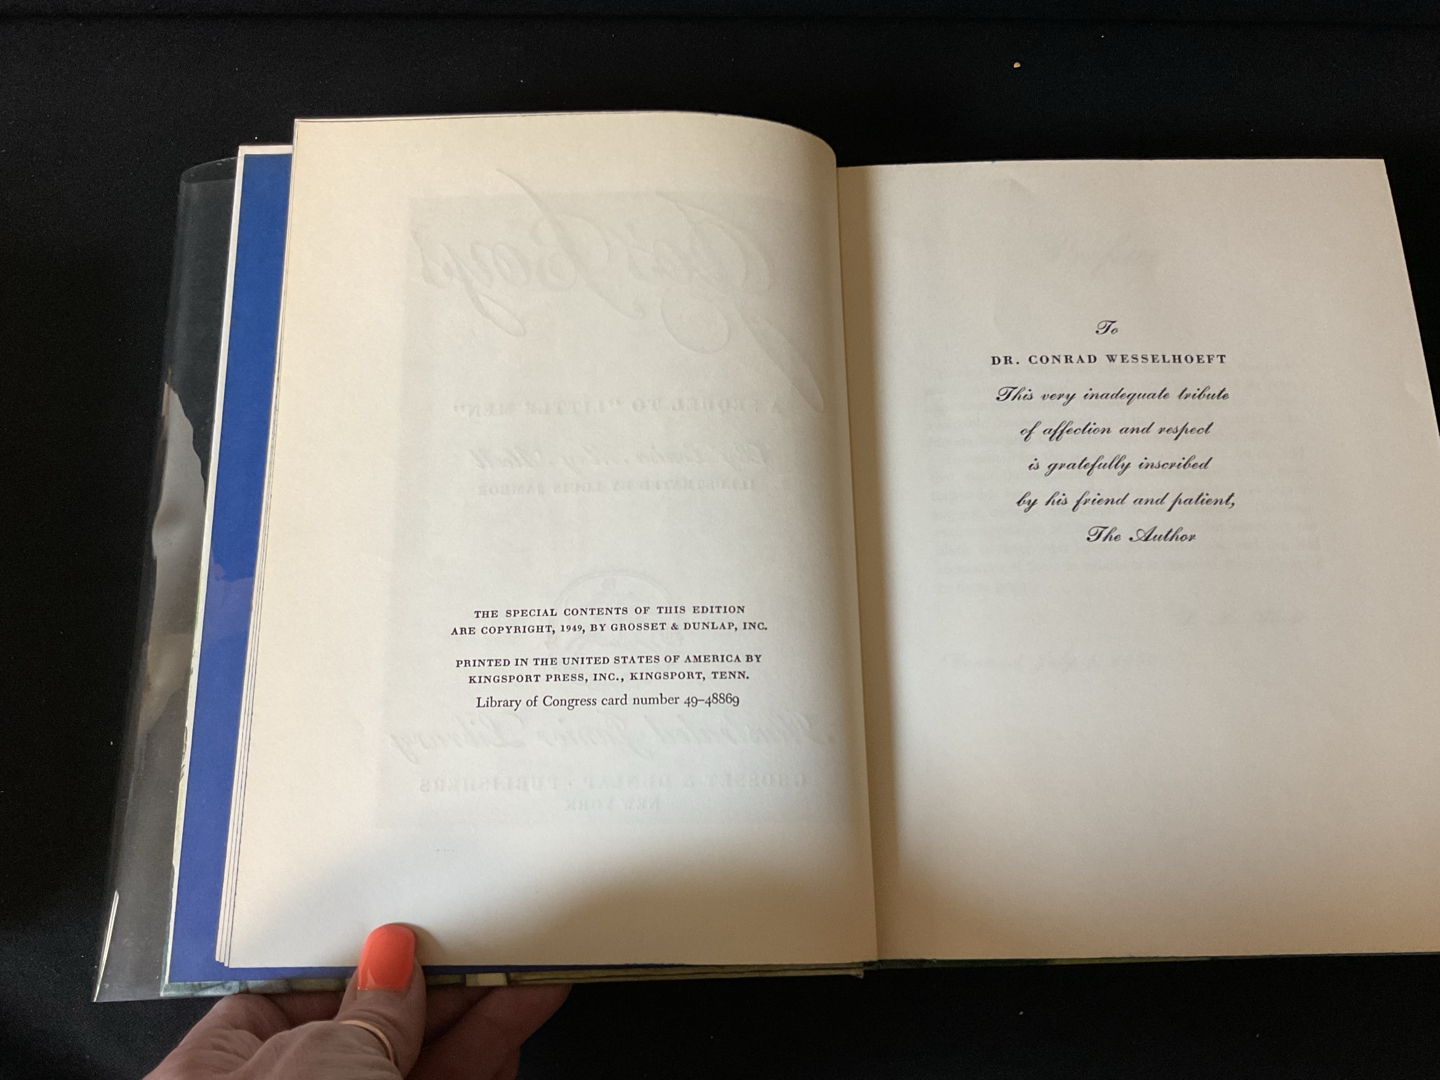 THE SPECIAL CONTENTS OF THIS EDITION
ARE COPYRIGHT, 1949, BY GROSSET & DUNLAP, INC.
PRINTED IN THE UNITED STATES OF AMERICA BY
KINGSPORT PRESS, INC., KINGSPORT, TENN.
Library of Congress card number 49–48869
To
DR. CONRAD WESSELHOEFT
This very inadequate tribute
of affection and respect
is gratefully inscribed
by his friend and patient,
The Author